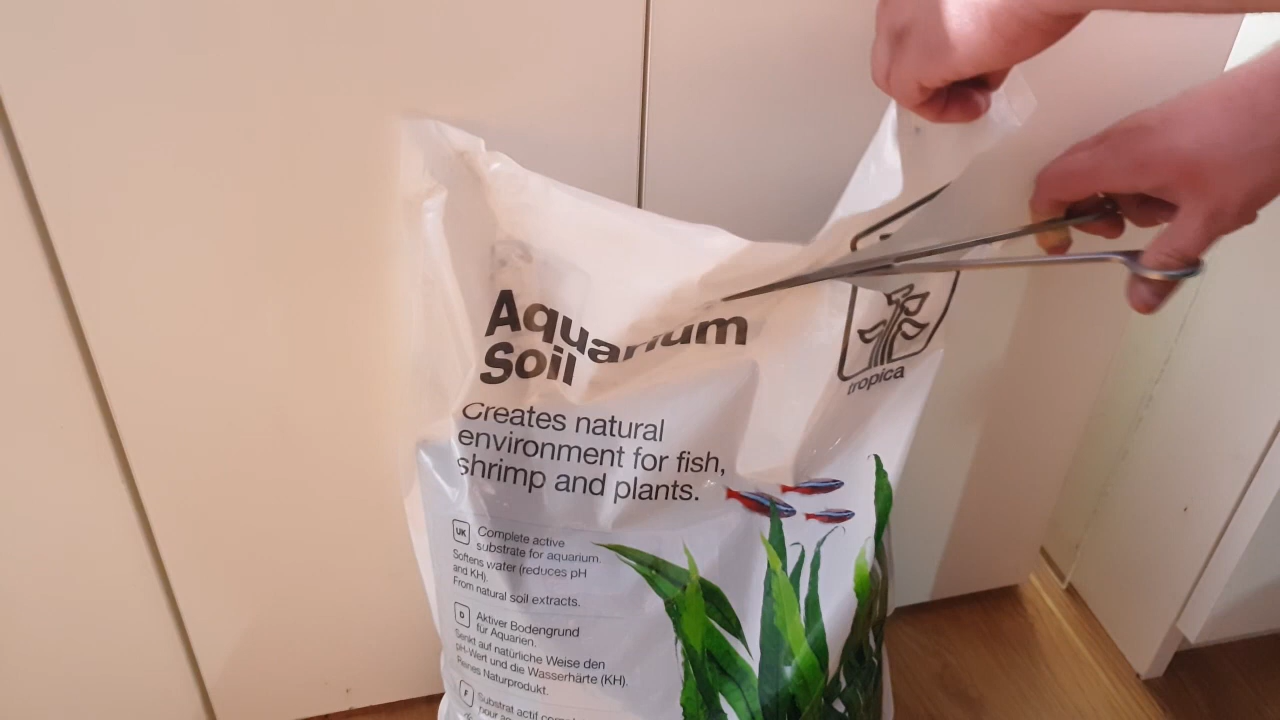 Aquarium
Soil
tropica
Creates natural
environment for fish,
shrimp and plants.
UK
Complete active
substrate for aquarium.
Softens water (reduces pH
and KH).
From natural soil extracts.
D
Aktiver Bodengrund
für Aquarien.
Senkt auf natürliche Weise den
pH-Wert und die Wasserhärte (KH).
Reines Naturprodukt.
F
Substrat actif
pour